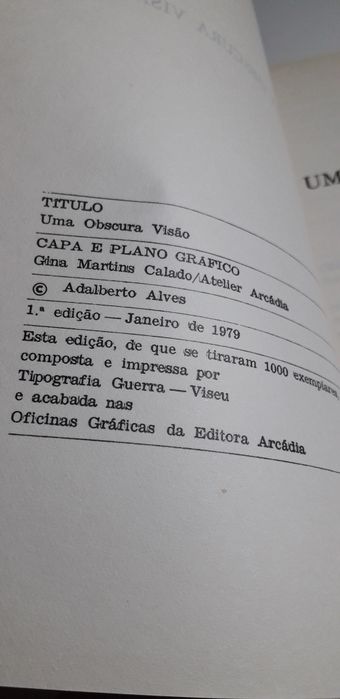 TÍTULO
Uma Obscura Visão
CAPA E PLANO GRÁFICO
Gina Martins Calado/Atelier Arcádia
© Adalberto Alves
1.ª edição — Janeiro de 1979
Esta edição, de que se tiraram 1000 exemplares
composta e impressa por
Tipografia Guerra — Viseu
e acabada nas
Oficinas Gráficas da Editora Arcádia
UM